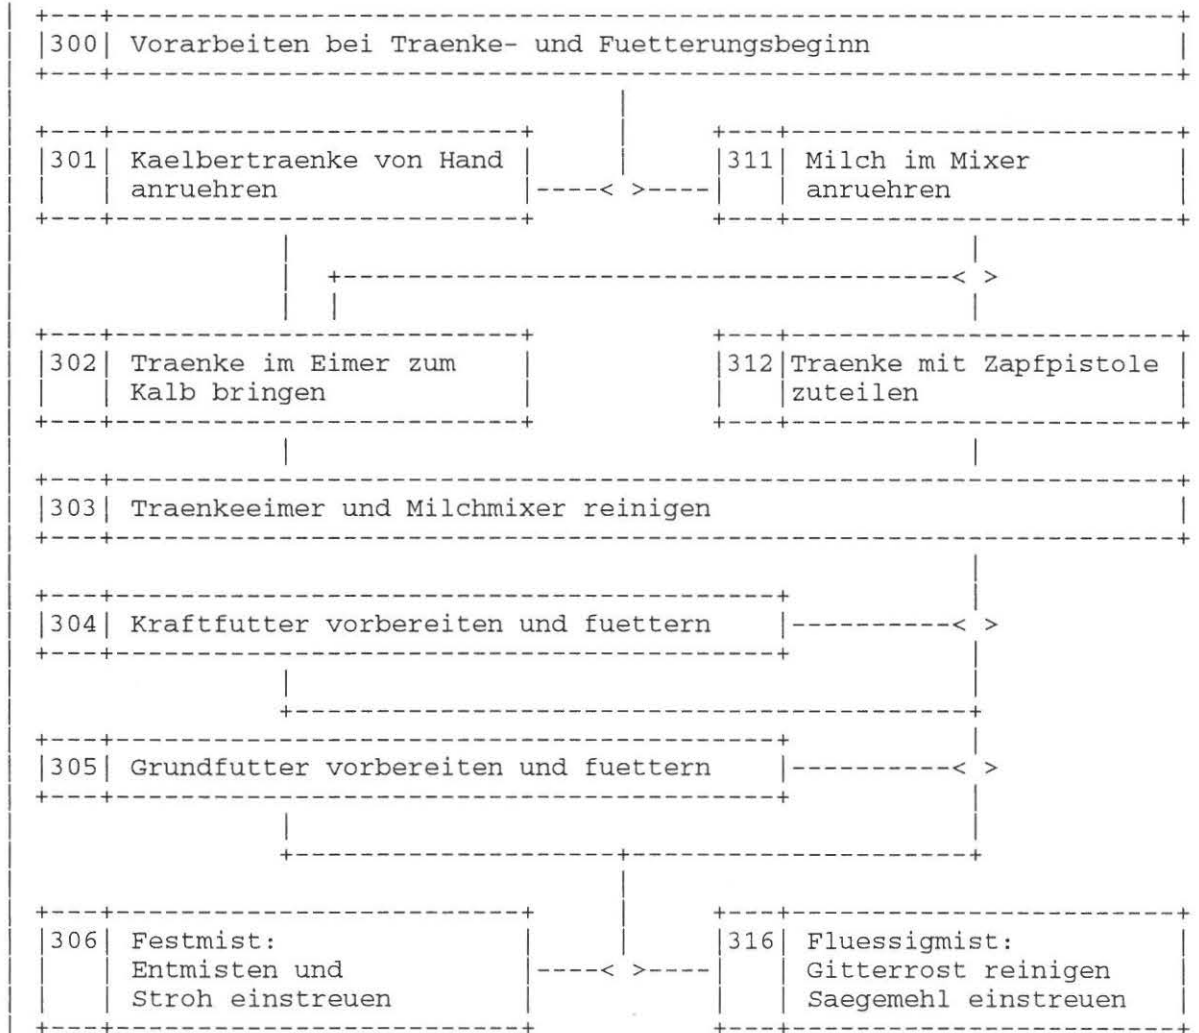 300 Vorarbeiten bei Traenke- und Fuetterungsbeginn
301 Kaelbertraenke von Hand
anruehren
311 Milch im Mixer
anruehren
302 Traenke im Eimer zum
Kalb bringen
312 Traenke mit Zapfpistole
zuteilen
303 Traenkeeimer und Milchmixer reinigen
304 Kraftfutter vorbereiten und fuettern
305 Grundfutter vorbereiten und fuettern
306 Festmist:
Entmisten und
Stroh einstreuen
316 Fluessigmist:
Gitterrost reinigen
Saegemehl einstreuen